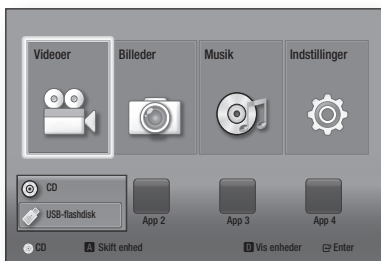 Videoer Billeder Musik Indstillinger
CD
USB-flashdisk
App 2 App 3 App 4
CD A Skift enhed D Vis enheder Enter